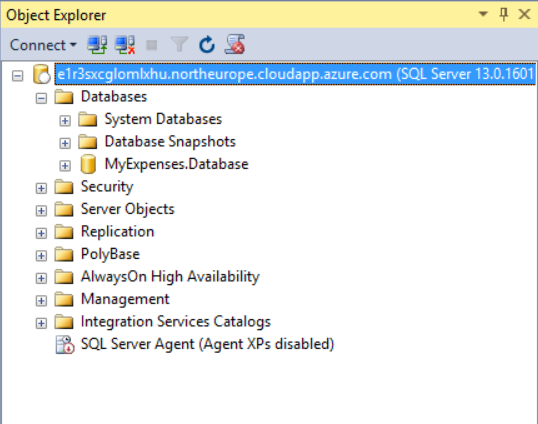 Object Explorer
Connect
e1r3sxcglomlxhu.northeurope.cloudapp.azure.com (SQL Server 13.0.1601
Databases
System Databases
Database Snapshots
MyExpenses.Database
Security
Server Objects
Replication
PolyBase
AlwaysOn High Availability
Management
Integration Services Catalogs
SQL Server Agent (Agent XPs disabled)